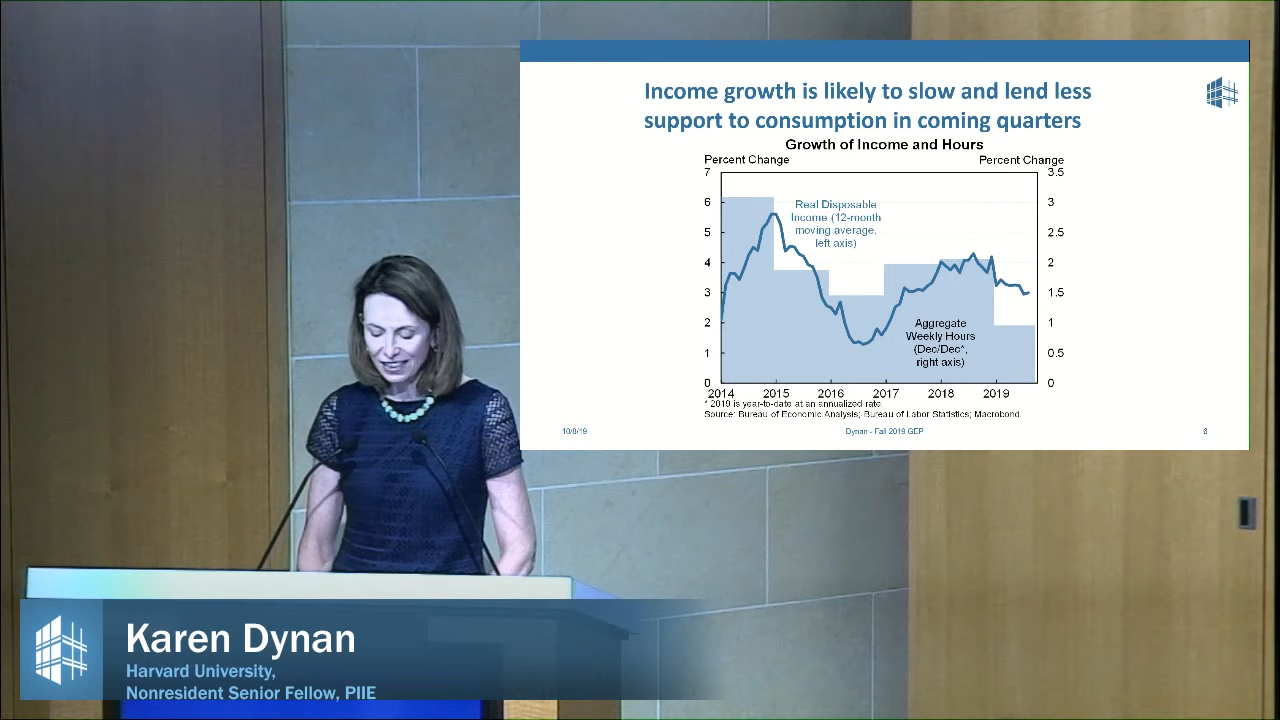 Income growth is likely to slow and lend less
support to consumption in coming quarters
Growth of Income and Hours
Percent Change
Percent Change
7
6
5
4
3
2
1
0
3.5
3
2.5
2
1.5
1
0.5
0
Real Disposable
Income (12-month
moving average,
left axis)
Aggregate
Weekly Hours
(Dec/Dec*,
right axis)
2014 2015 2016 2017 2018 2019
* 2019 is year-to-date at an annualized rate.
Source: Bureau of Economic Analysis; Bureau of Labor Statistics; Macrobond.
10/8/19
Dynan - Fall 2019 GEP
6
Karen Dynan
Harvard University,
Nonresident Senior Fellow, PIIE